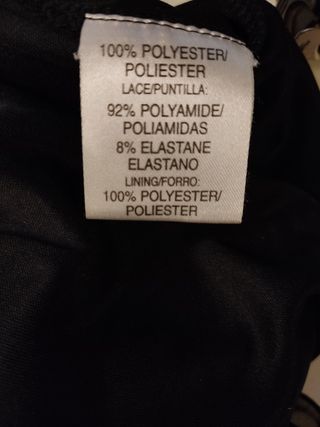 100% POLYESTER/
POLIESTER
LACE/PUNTILLA:
92% POLYAMIDE/
POLIAMIDAS
8% ELASTANE
ELASTANO
LINING/FORRO:
100% POLYESTER/
POLIESTER